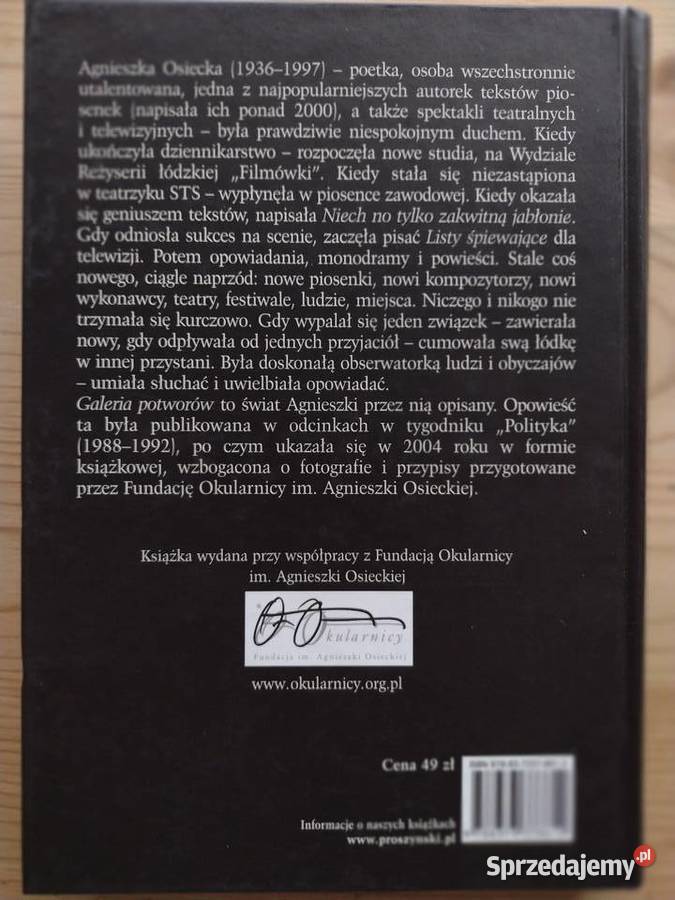 Agnieszka Osiecka (1936–1997) – poetka, osoba wszechstronnie
utalentowana, jedna z najpopularniejszych autorek tekstów pio-
senek (napisała ich ponad 2000), a także spektakli teatralnych
i telewizyjnych – była prawdziwie niespokojnym duchem. Kiedy
ukończyła dziennikarstwo – rozpoczęła nowe studia, na Wydziale
Reżyserii łódzkiej „Filmówki”. Kiedy stała się niezastąpiona
w teatrzyku STS – wypłynęła w piosence zawodowej. Kiedy okazała
się geniuszem tekstów, napisała Niech no tylko zakwitną jabłonie.
Gdy odniosła sukces na scenie, zaczęła pisać Listy śpiewające dla
telewizji. Potem opowiadania, monodramy i powieści. Stale coś
nowego, ciągle naprzód: nowe piosenki, nowi kompozytorzy, nowi
wykonawcy, teatry, festiwale, ludzie, miejsca. Niczego i nikogo nie
trzymała się kurczowo. Gdy wypalał się jeden związek – zawierała
nowy, gdy odpływała od jednych przyjaciół – cumowała swą łódkę
w innej przystani. Była doskonałą obserwatorką ludzi i obyczajów
– umiała słuchać i uwielbiała opowiadać.
Galeria potworów to świat Agnieszki przez nią opisany. Opowieść
ta była publikowana w odcinkach w tygodniku „Polityka”
(1988–1992), po czym ukazała się w 2004 roku w formie
książkowej, wzbogacona o fotografie i przypisy przygotowane
przez Fundację Okularnicy im. Agnieszki Osieckiej.
Książka wydana przy współpracy z Fundacją Okularnicy
im. Agnieszki Osieckiej
Okularnicy
Fundacja im. Agnieszki Osieckiej
www.okularnicy.org.pl
Cena 49 zł
ISBN
Informacje o naszych książkach
www.proszynski.pl
Sprzedajemy.pl